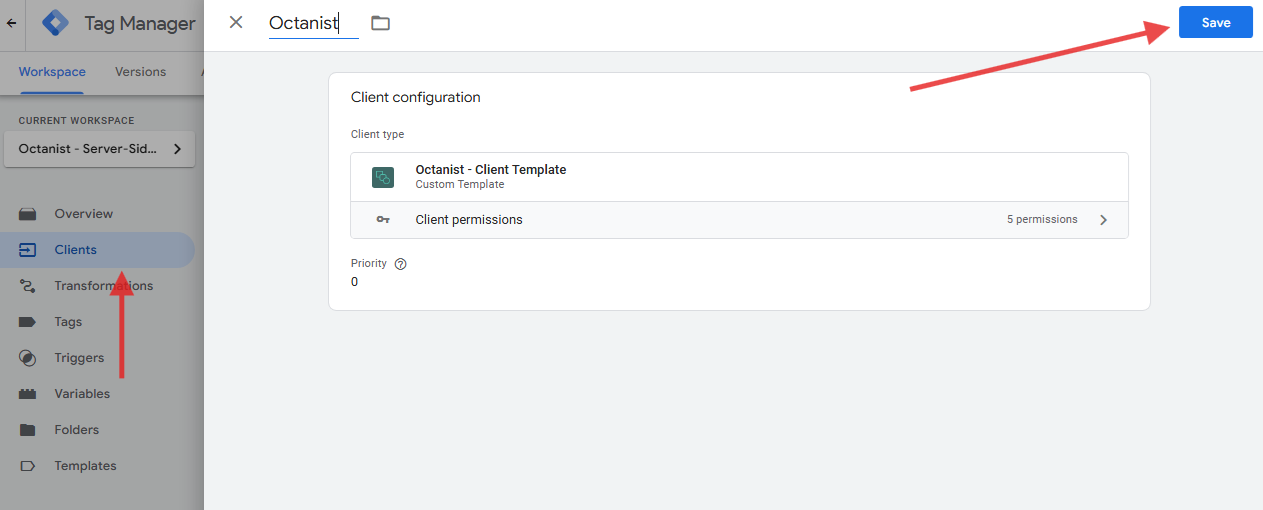 Tag Manager
Octanist
Save
Workspace
Versions
CURRENT WORKSPACE
Octanist - Server-Sid...
Overview
Clients
Transformations
Tags
Triggers
Variables
Folders
Templates
Client configuration
Client type
Octanist - Client Template
Custom Template
Client permissions
5 permissions
Priority
0